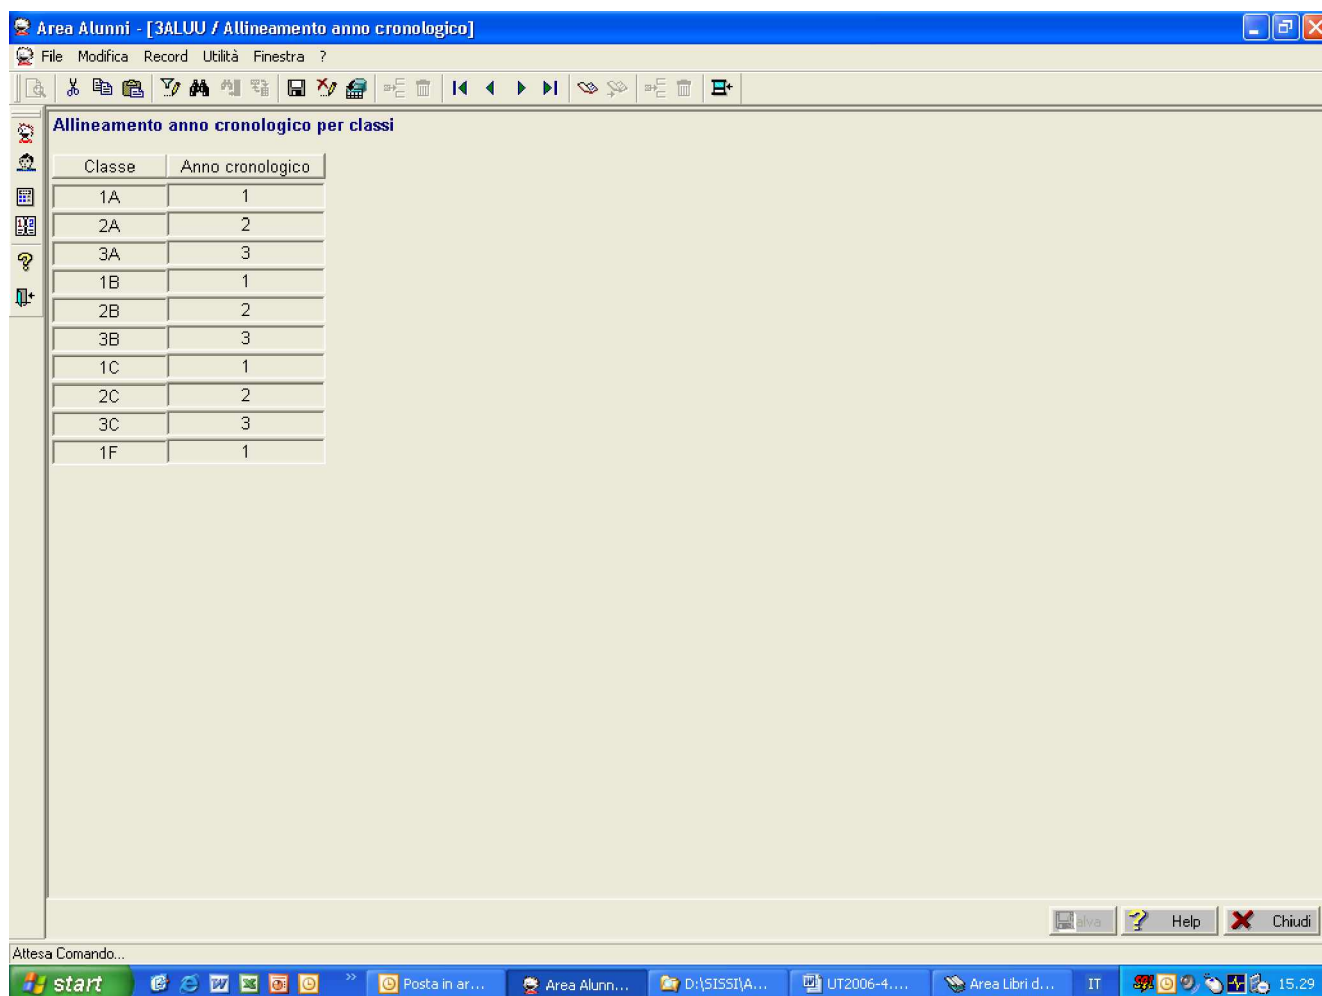 Area Alunni - [3ALUU / Allineamento anno cronologico]
File Modifica Record Utilità Finestra ?
Allineamento anno cronologico per classi
Classe Anno cronologico
1A 1
2A 2
3A 3
1B 1
2B 2
3B 3
1C 1
2C 2
3C 3
1F 1
alva Help Chiudi
Attesa Comando...
start Posta in ar... Area Alunn... D:\SISSI\A... UT2006-4.... Area Libri d... IT 15.29